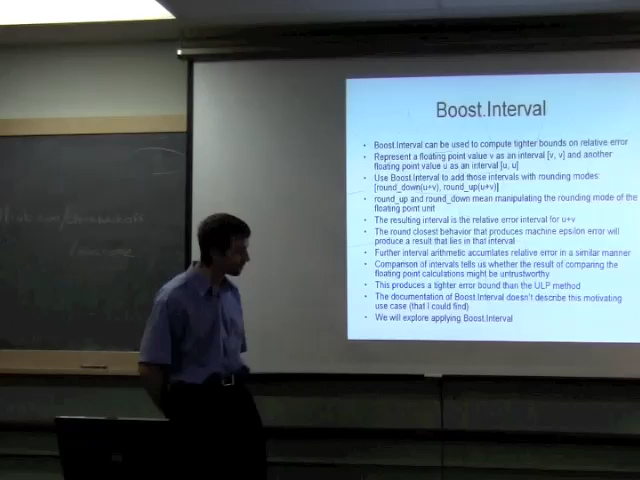 Boost.Interval
• Boost.Interval can be used to compute tighter bounds on relative error
• Represent a floating point value v as an interval [v, v] and another
floating point value u as an interval [u, u]
• Use Boost.Interval to add those intervals with rounding modes:
[round_down(u+v), round_up(u+v)]
• round_up and round_down mean manipulating the rounding mode of the
floating point unit
• The resulting interval is the relative error interval for u+v
• The round closest behavior that produces machine epsilon error will
produce a result that lies in that interval
• Further interval arithmetic accumlates relative error in a similar manner
• Comparison of intervals tells us whether the result of comparing the
floating point calculations might be untrustworthy
• This produces a tighter error bound than the ULP method
• The documentation of Boost.Interval doesn't describe this motivating
use case (that I could find)
• We will explore applying Boost.Interval